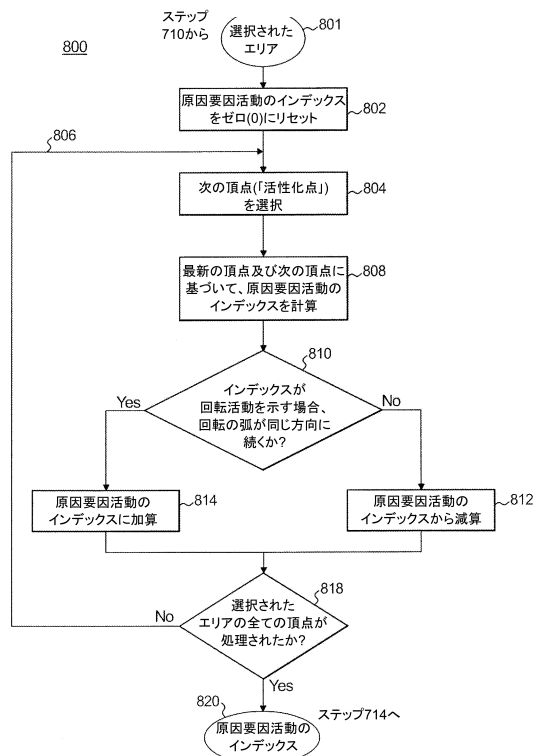 ステップ
710から
800
選択された
エリア
801
原因要因活動のインデックス
をゼロ(0)にリセット
802
806
次の頂点(「活性化点」)
を選択
804
最新の頂点及び次の頂点に
基づいて、原因要因活動の
インデックスを計算
808
810
インデックスが
回転活動を示す場合、
回転の弧が同じ方向に
続くか?
Yes
No
原因要因活動の
インデックスに加算
814
原因要因活動の
インデックスから減算
812
818
選択された
エリアの全ての頂点が
処理されたか?
No
Yes
820
原因要因活動の
インデックス
ステップ714へ